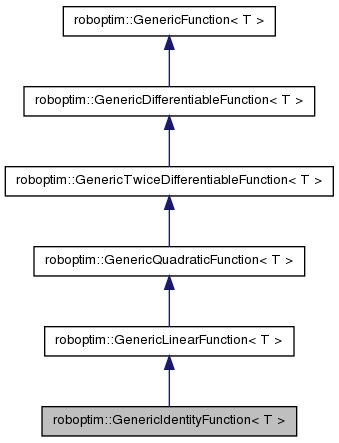 roboptim::GenericFunction< T >
roboptim::GenericDifferentiableFunction< T >
roboptim::GenericTwiceDifferentiableFunction< T >
roboptim::GenericQuadraticFunction< T >
roboptim::GenericLinearFunction< T >
roboptim::GenericIdentityFunction< T >